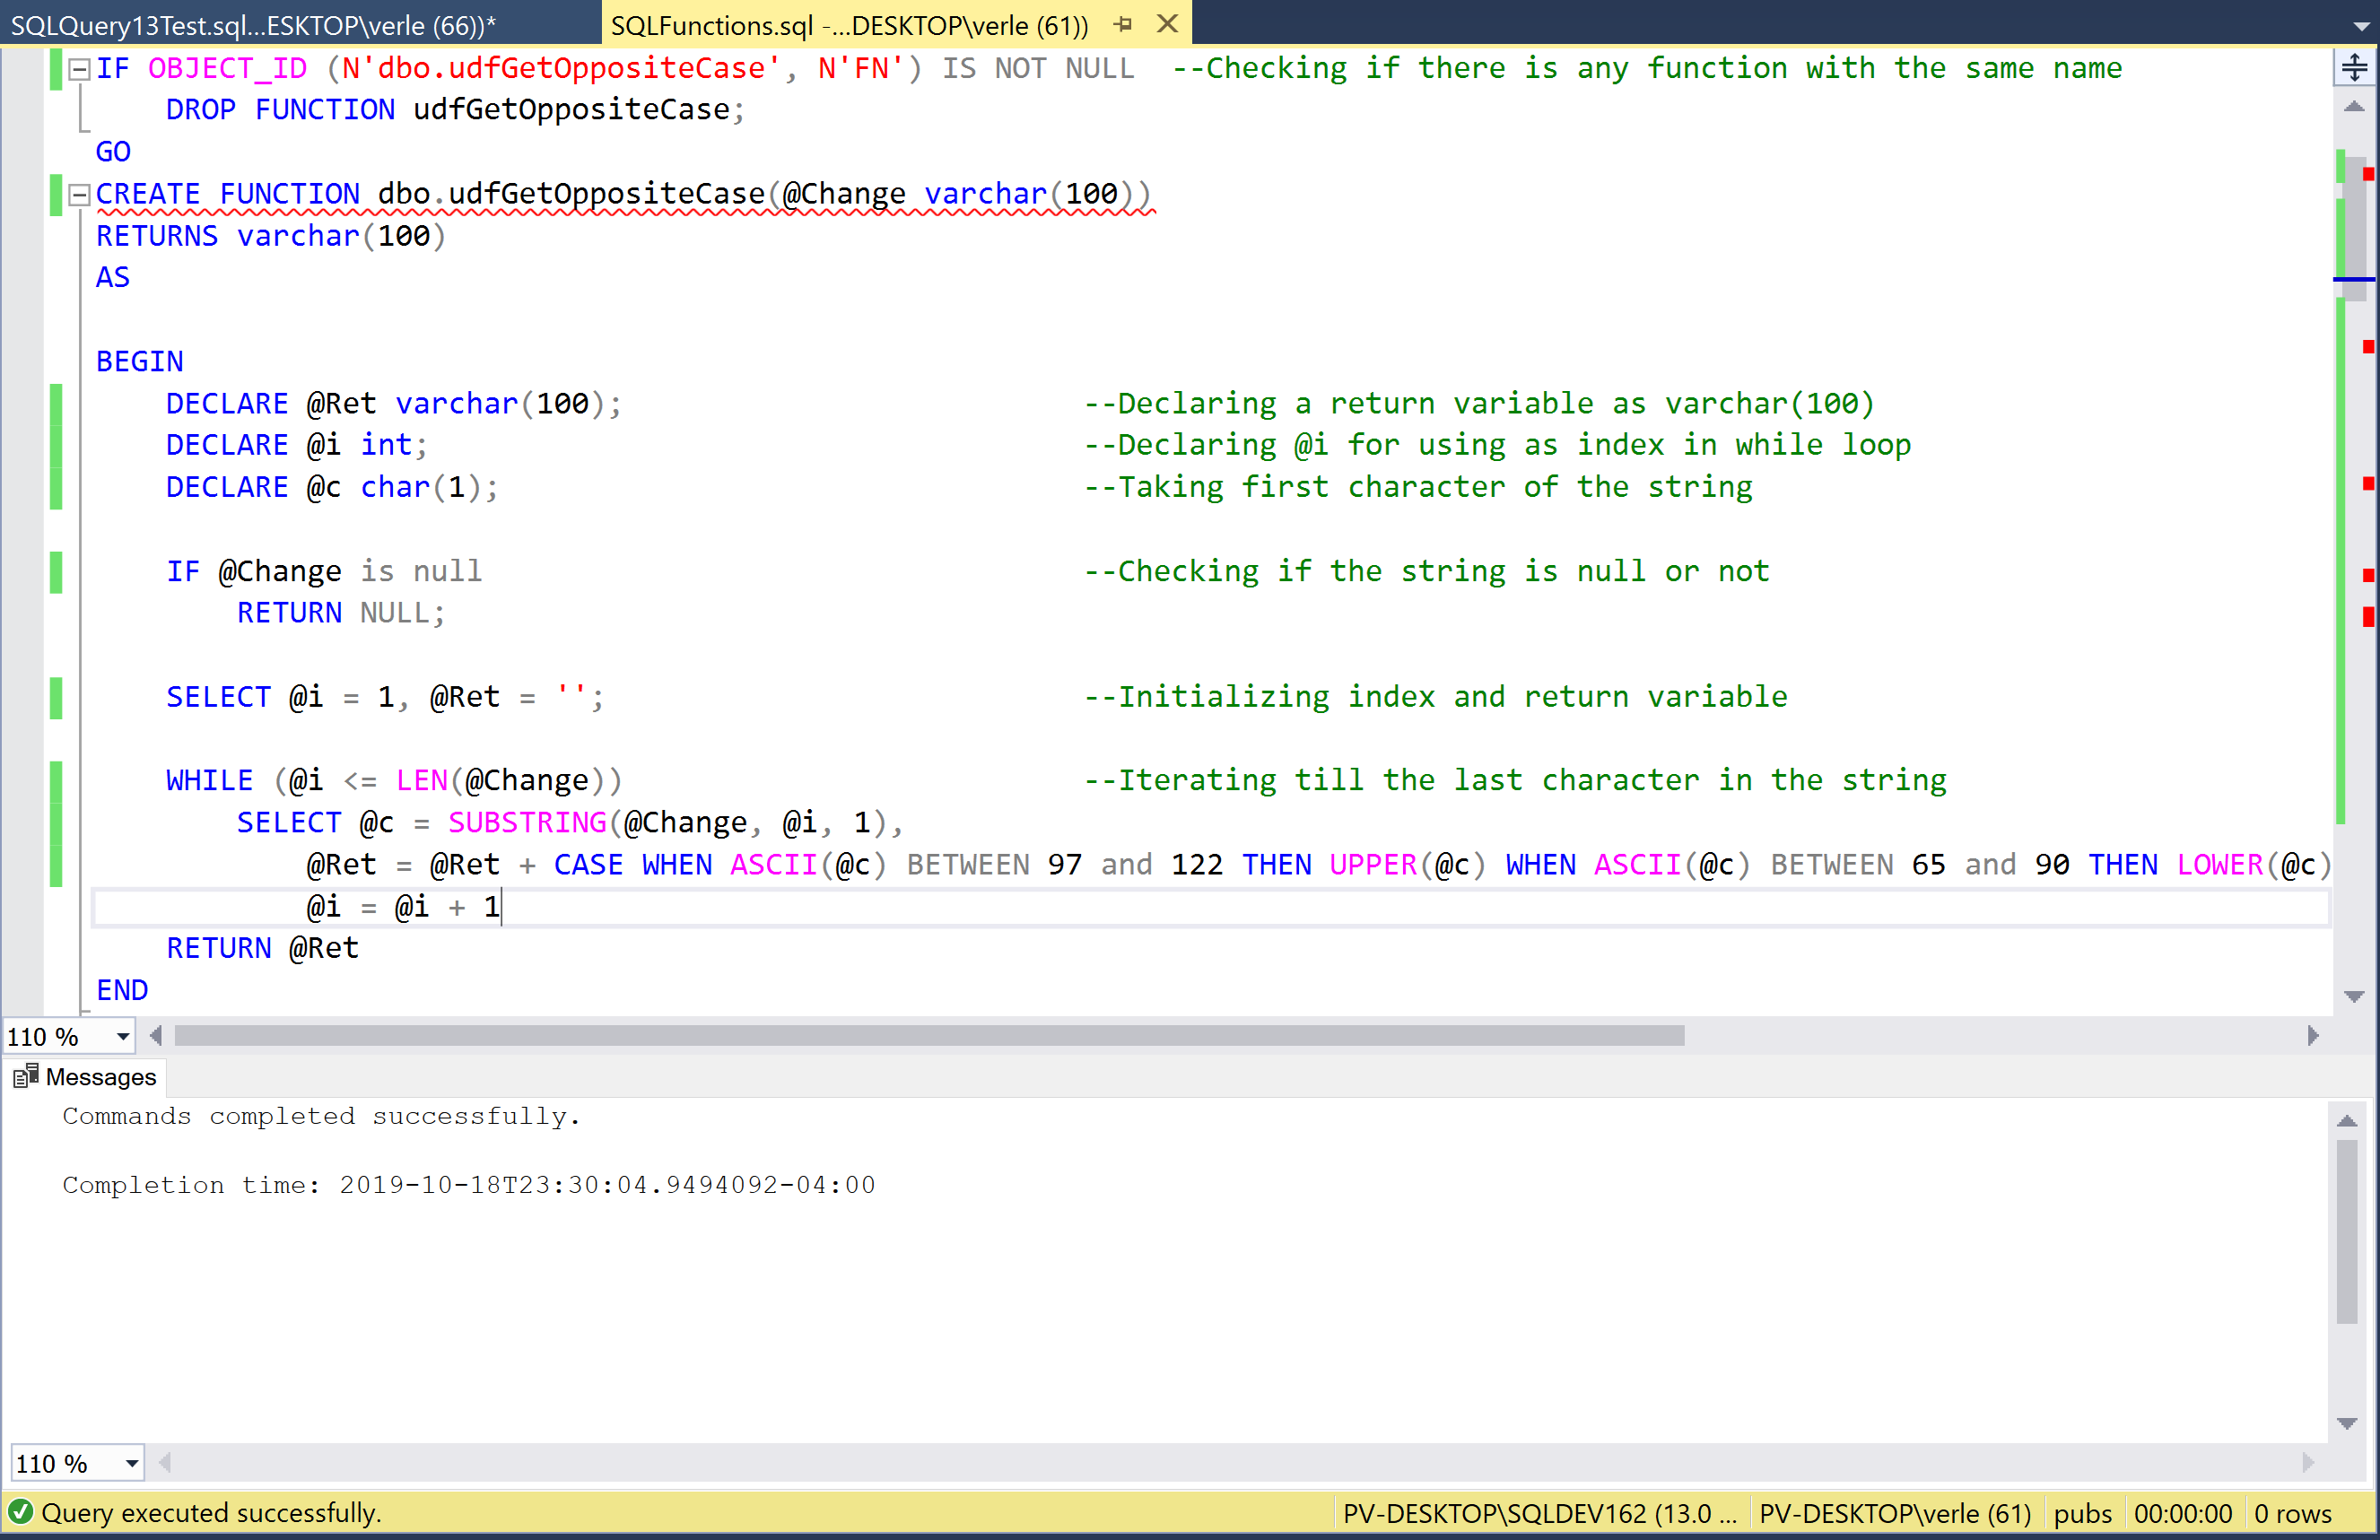 SQLQuery13Test.sql...ESKTOP\verle (66))* SQLFunctions.sql -...DESKTOP\verle (61))
IF OBJECT_ID (N'dbo.udfGetOppositeCase', N'FN') IS NOT NULL --Checking if there is any function with the same name
DROP FUNCTION udfGetOppositeCase;
GO
CREATE FUNCTION dbo.udfGetOppositeCase(@Change varchar(100))
RETURNS varchar(100)
AS
BEGIN
DECLARE @Ret varchar(100); --Declaring a return variable as varchar(100)
DECLARE @i int; --Declaring @i for using as index in while loop
DECLARE @c char(1); --Taking first character of the string
IF @Change is null --Checking if the string is null or not
RETURN NULL;
SELECT @i = 1, @Ret = ''; --Initializing index and return variable
WHILE (@i <= LEN(@Change)) --Iterating till the last character in the string
SELECT @c = SUBSTRING(@Change, @i, 1),
@Ret = @Ret + CASE WHEN ASCII(@c) BETWEEN 97 and 122 THEN UPPER(@c) WHEN ASCII(@c) BETWEEN 65 and 90 THEN LOWER(@c)
@i = @i + 1
RETURN @Ret
END
110 %
Messages
Commands completed successfully.
Completion time: 2019-10-18T23:30:04.9494092-04:00
110 %
Query executed successfully. PV-DESKTOP\SQLDEV162 (13.0 ... PV-DESKTOP\verle (61) pubs 00:00:00 0 rows